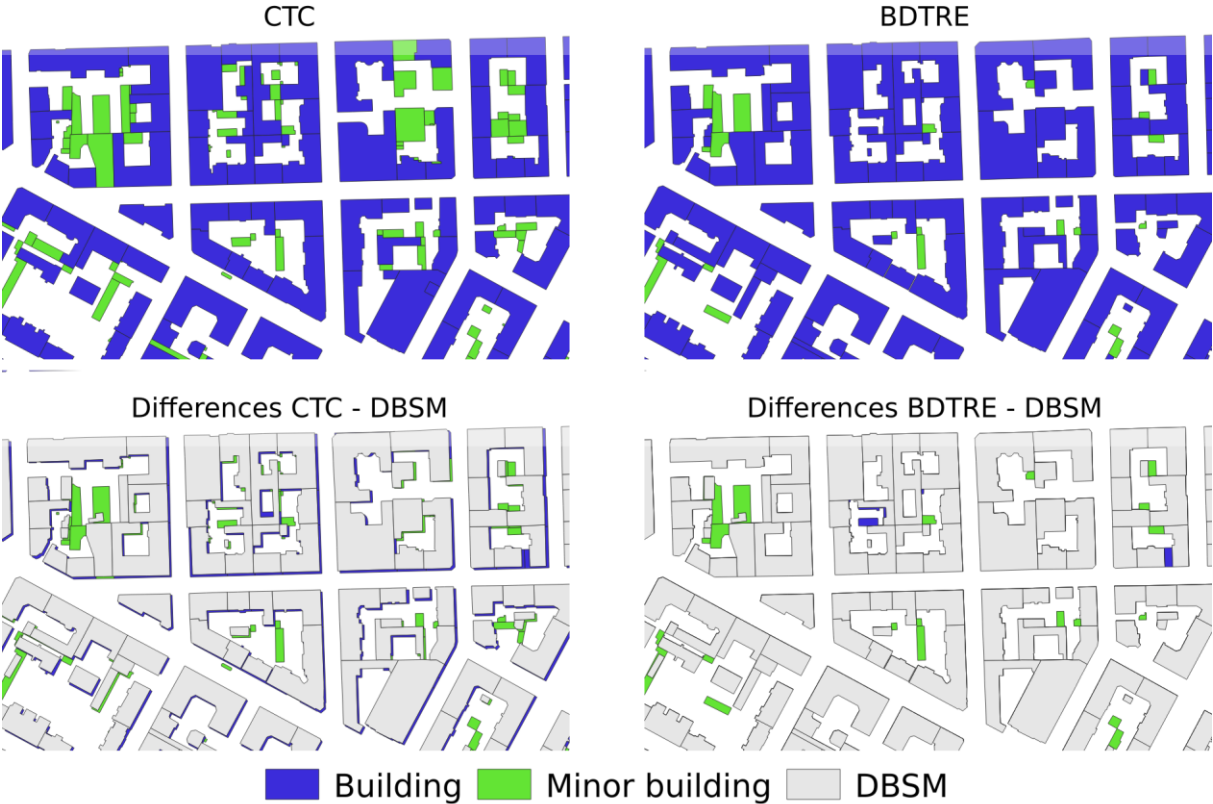 CTC
BDTRE
Differences CTC - DBSM
Differences BDTRE - DBSM
Building
Minor building
DBSM